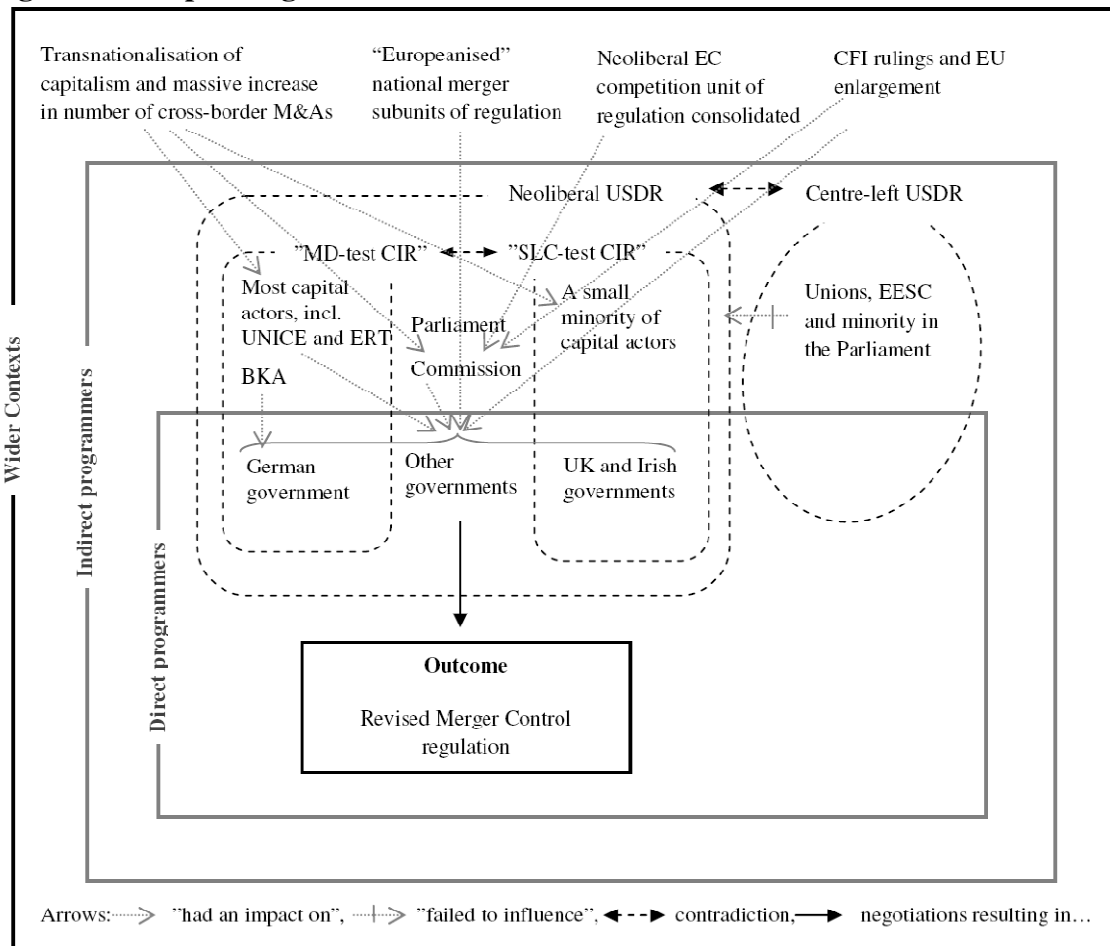 Transnationalisation of
capitalism and massive increase
in number of cross-border M&As
“Europeanised”
national merger
subunits of regulation
Neoliberal EC
competition unit of
regulation consolidated
CFI rulings and EU
enlargement
Neoliberal USDR
Centre-left USDR
”MD-test CIR”
”SLC-test CIR”
Most capital
actors, incl.
UNICE and ERT
BKA
Parliament
Commission
A small
minority of
capital actors
Unions, EESC
and minority in
the Parliament
German
government
Other
governments
UK and Irish
governments
Outcome
Revised Merger Control
regulation
Wider Contexts
Indirect programmers
Direct programmers
Arrows: ”had an impact on”, ”failed to influence”, contradiction, negotiations resulting in…